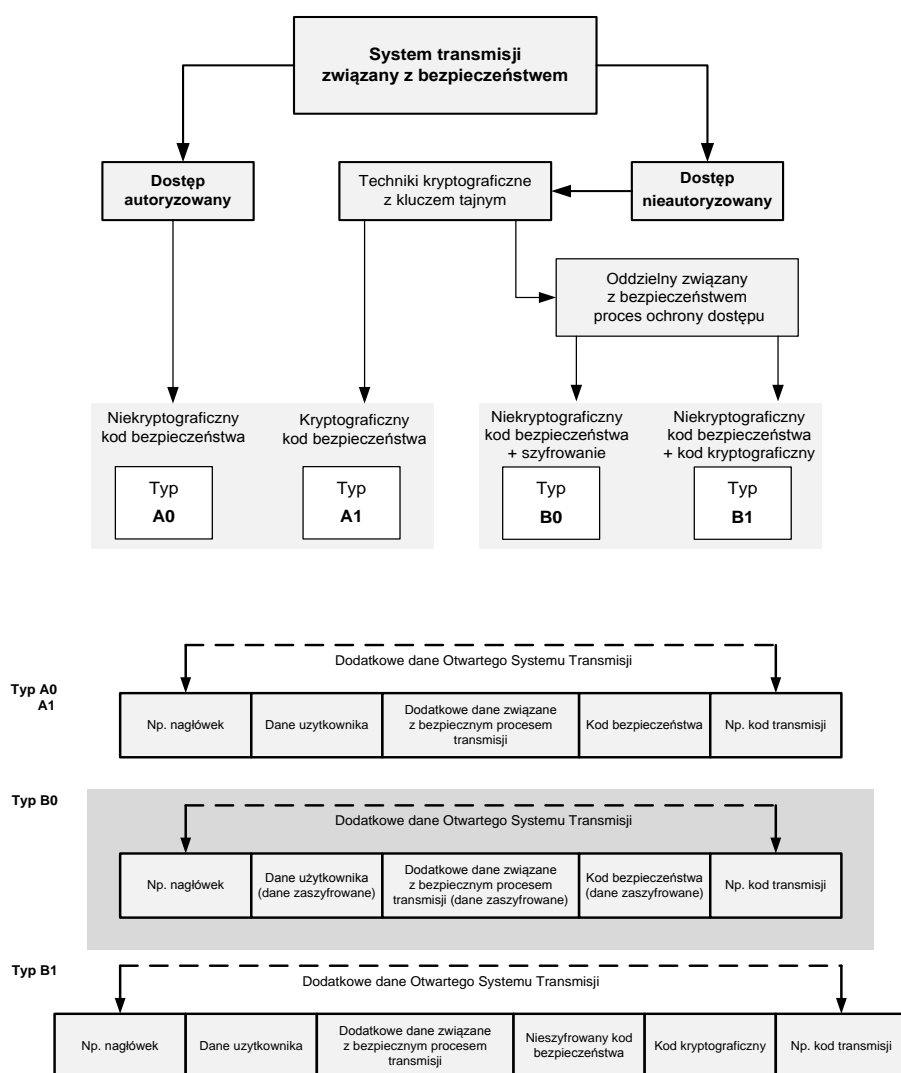 System transmisji
związany z bezpieczeństwem
Dostęp
autoryzowany
Techniki kryptograficzne
z kluczem tajnym
Dostęp
nieautoryzowany
Oddzielny związany
z bezpieczeństwem
proces ochrony dostępu
Niekryptograficzny
kod bezpieczeństwa
Kryptograficzny
kod bezpieczeństwa
Niekryptograficzny
kod bezpieczeństwa
+ szyfrowanie
Niekryptograficzny
kod bezpieczeństwa
+ kod kryptograficzny
Typ
A0
Typ
A1
Typ
B0
Typ
B1
Typ A0
A1
Dodatkowe dane Otwartego Systemu Transmisji
Np. nagłówek
Dane uzytkownika
Dodatkowe dane związane
z bezpiecznym procesem
transmisji
Kod bezpieczeństwa
Np. kod transmisji
Typ B0
Dodatkowe dane Otwartego Systemu Transmisji
Np. nagłówek
Dane użytkownika
(dane zaszyfrowane)
Dodatkowe dane związane
z bezpiecznym procesem
transmisji (dane zaszyfrowane)
Kod bezpieczeństwa
(dane zaszyfrowane)
Np. kod transmisji
Typ B1
Dodatkowe dane Otwartego Systemu Transmisji
Np. nagłówek
Dane uzytkownika
Dodatkowe dane związane
z bezpiecznym procesem
transmisji
Nieszyfrowany kod
bezpieczeństwa
Kod kryptograficzny
Np. kod transmisji